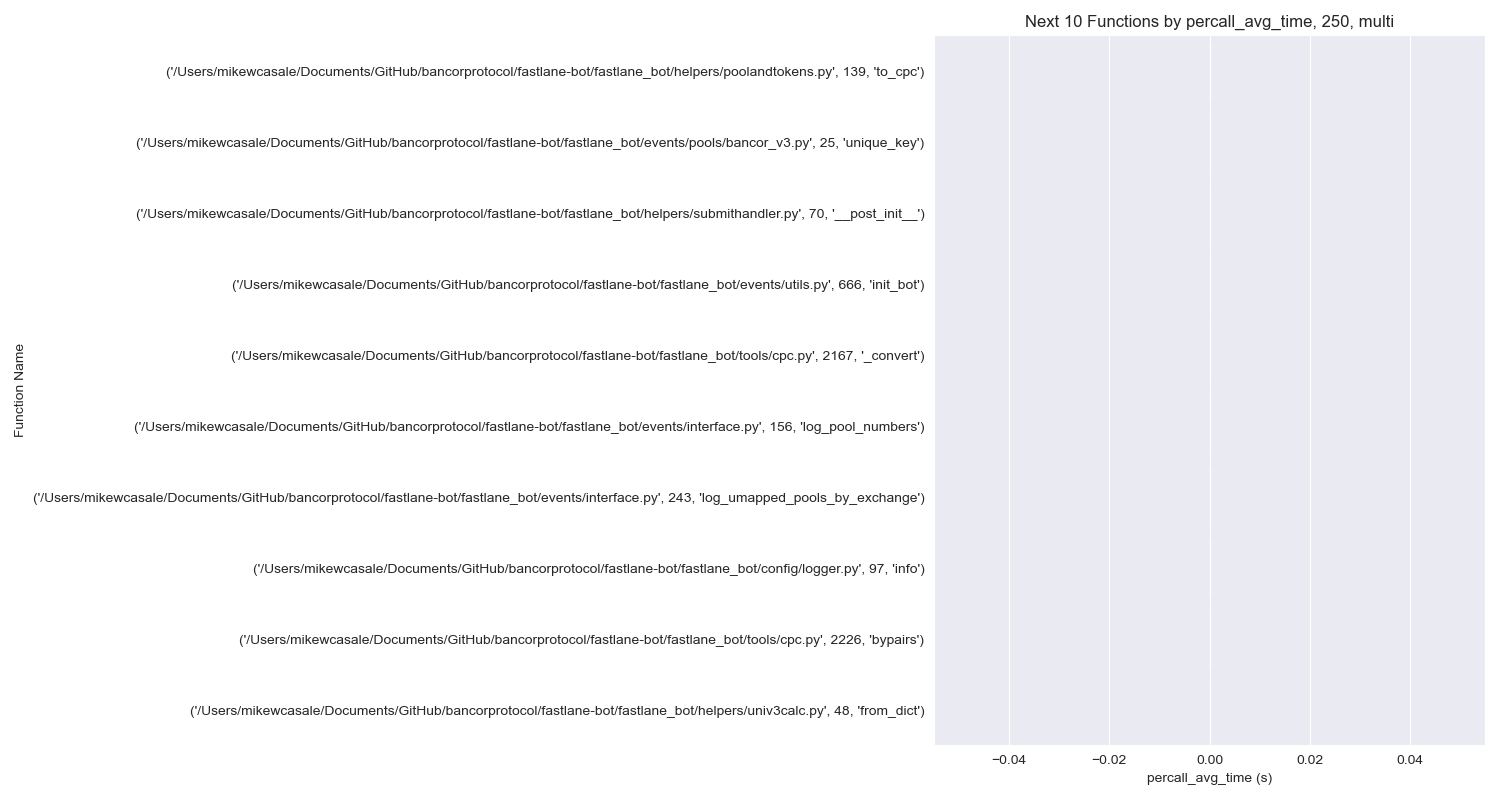 Next 10 Functions by percall_avg_time, 250, multi
('/Users/mikewcasale/Documents/GitHub/bancorprotocol/fastlane-bot/fastlane_bot/helpers/poolandtokens.py', 139, 'to_cpc')
('/Users/mikewcasale/Documents/GitHub/bancorprotocol/fastlane-bot/fastlane_bot/events/pools/bancor_v3.py', 25, 'unique_key')
('/Users/mikewcasale/Documents/GitHub/bancorprotocol/fastlane-bot/fastlane_bot/helpers/submithandler.py', 70, '__post_init__')
('/Users/mikewcasale/Documents/GitHub/bancorprotocol/fastlane-bot/fastlane_bot/events/utils.py', 666, 'init_bot')
('/Users/mikewcasale/Documents/GitHub/bancorprotocol/fastlane-bot/fastlane_bot/tools/cpc.py', 2167, '_convert')
Function Name
('/Users/mikewcasale/Documents/GitHub/bancorprotocol/fastlane-bot/fastlane_bot/events/interface.py', 156, 'log_pool_numbers')
('/Users/mikewcasale/Documents/GitHub/bancorprotocol/fastlane-bot/fastlane_bot/events/interface.py', 243, 'log_umapped_pools_by_exchange')
('/Users/mikewcasale/Documents/GitHub/bancorprotocol/fastlane-bot/fastlane_bot/config/logger.py', 97, 'info')
('/Users/mikewcasale/Documents/GitHub/bancorprotocol/fastlane-bot/fastlane_bot/tools/cpc.py', 2226, 'bypairs')
('/Users/mikewcasale/Documents/GitHub/bancorprotocol/fastlane-bot/fastlane_bot/helpers/univ3calc.py', 48, 'from_dict')
−0.04 −0.02 0.00 0.02 0.04
percall_avg_time (s)